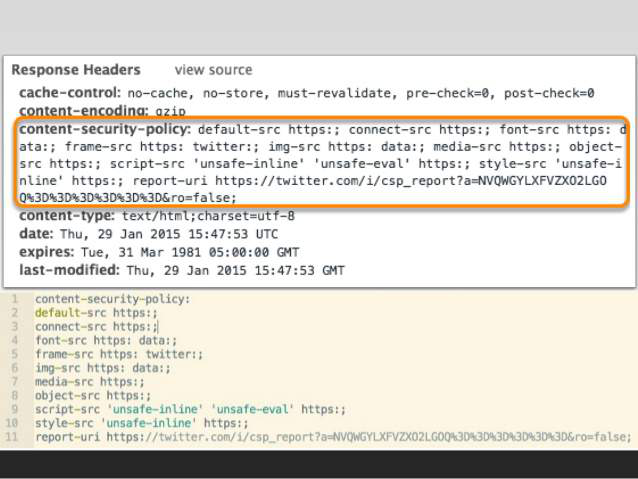 Response Headers view source
cache-control: no-cache, no-store, must-revalidate, pre-check=0, post-check=0
content-encoding: gzip
content-security-policy: default-src https:; connect-src https:; font-src https: d
ata:; frame-src https: twitter:; img-src https: data:; media-src https:; object-
src https:; script-src 'unsafe-inline' 'unsafe-eval' https:; style-src 'unsafe-i
nline' https:; report-uri https://twitter.com/i/csp_report?a=NVQWGYLXFVZXO2LGO
Q%3D%3D%3D%3D%3D%3D&ro=false;
content-type: text/html;charset=utf-8
date: Thu, 29 Jan 2015 15:47:53 UTC
expires: Tue, 31 Mar 1981 05:00:00 GMT
last-modified: Thu, 29 Jan 2015 15:47:53 GMT
1 content-security-policy:
2 default-src https:;
3 connect-src https:;
4 font-src https: data:;
5 frame-src https: twitter:;
6 img-src https: data:;
7 media-src https:;
8 object-src https:;
9 script-src 'unsafe-inline' 'unsafe-eval' https:;
10 style-src 'unsafe-inline' https:;
11 report-uri https://twitter.com/i/csp_report?a=NVQWGYLXFVZXO2LGOQ%3D%3D%3D%3D%3D%3D&ro=false;